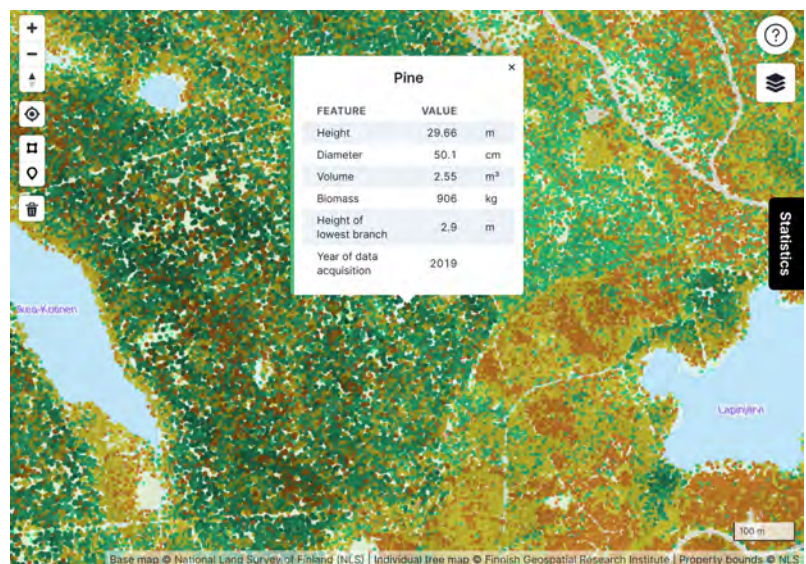 Pine
×
FEATURE VALUE
Height 29.66 m
Diameter 50.1 cm
Volume 2.55 m³
Biomass 906 kg
Height of
lowest branch 2.9 m
Year of data
acquisition 2019
?
Statistics
Kotinen
100 m
Base map © National Land Survey of Finland (NLS) | Individual tree map © Finnish Geospatial Research Institute | Property bounds © NLS